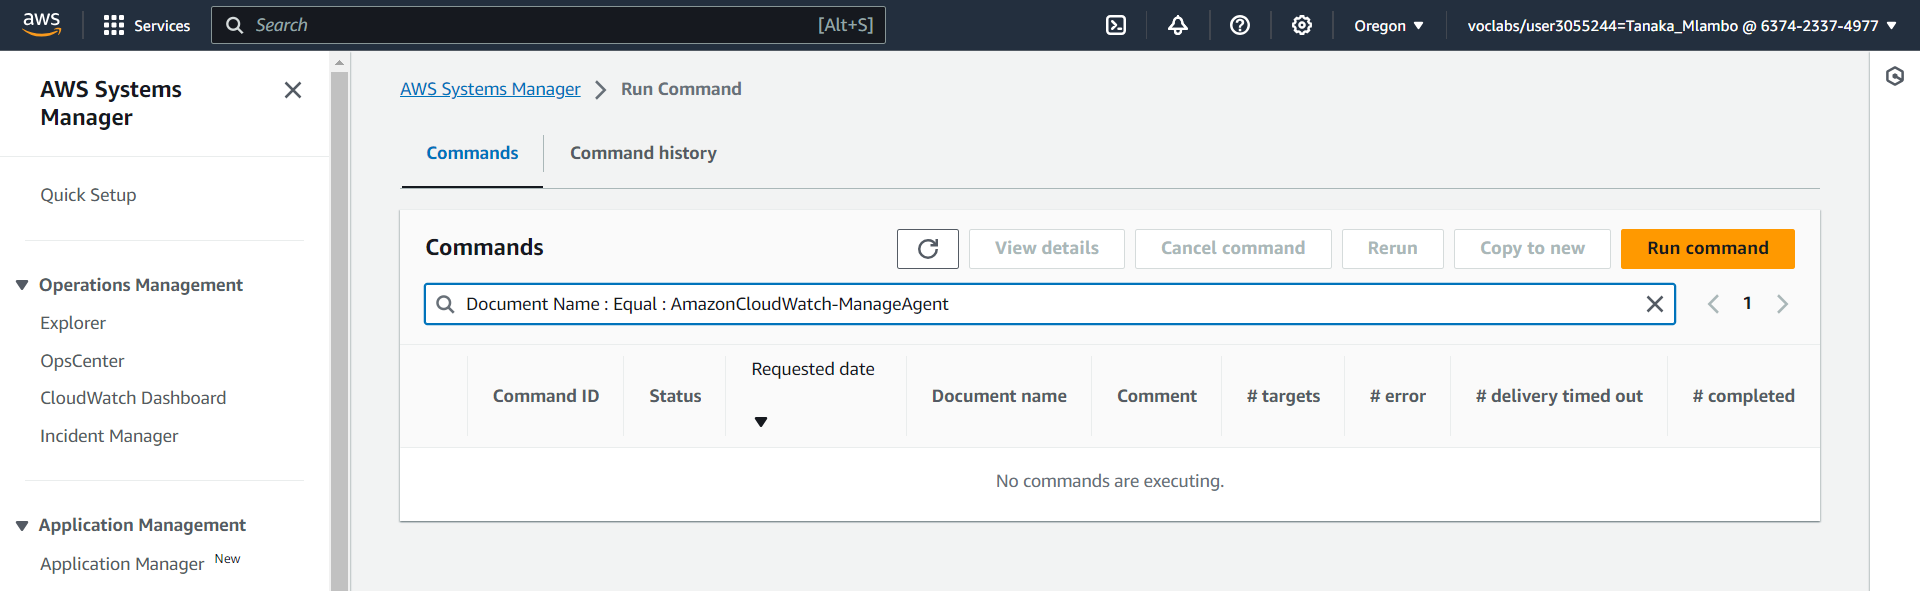 aws
Services
Search
[Alt+S]
Oregon
voclabs/user3055244=Tanaka_Mlambo @ 6374-2337-4977
AWS Systems
Manager
Quick Setup
Operations Management
Explorer
OpsCenter
CloudWatch Dashboard
Incident Manager
Application Management
Application Manager New
AWS Systems Manager > Run Command
Commands
Command history
Commands
View details
Cancel command
Rerun
Copy to new
Run command
Document Name : Equal : AmazonCloudWatch-ManageAgent
1
Command ID
Status
Requested date
Document name
Comment
# targets
# error
# delivery timed out
# completed
No commands are executing.